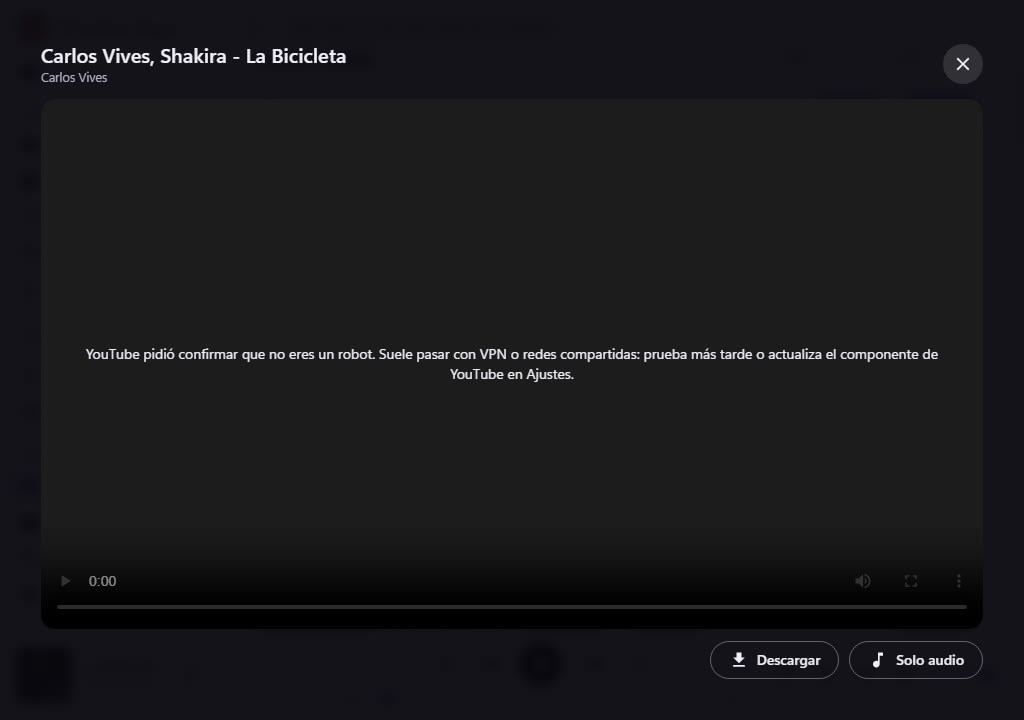 Carlos Vives, Shakira - La Bicicleta
Carlos Vives
YouTube pidió confirmar que no eres un robot. Suele pasar con VPN o redes compartidas: prueba más tarde o actualiza el componente de
YouTube en Ajustes.
0:00
Descargar
Solo audio